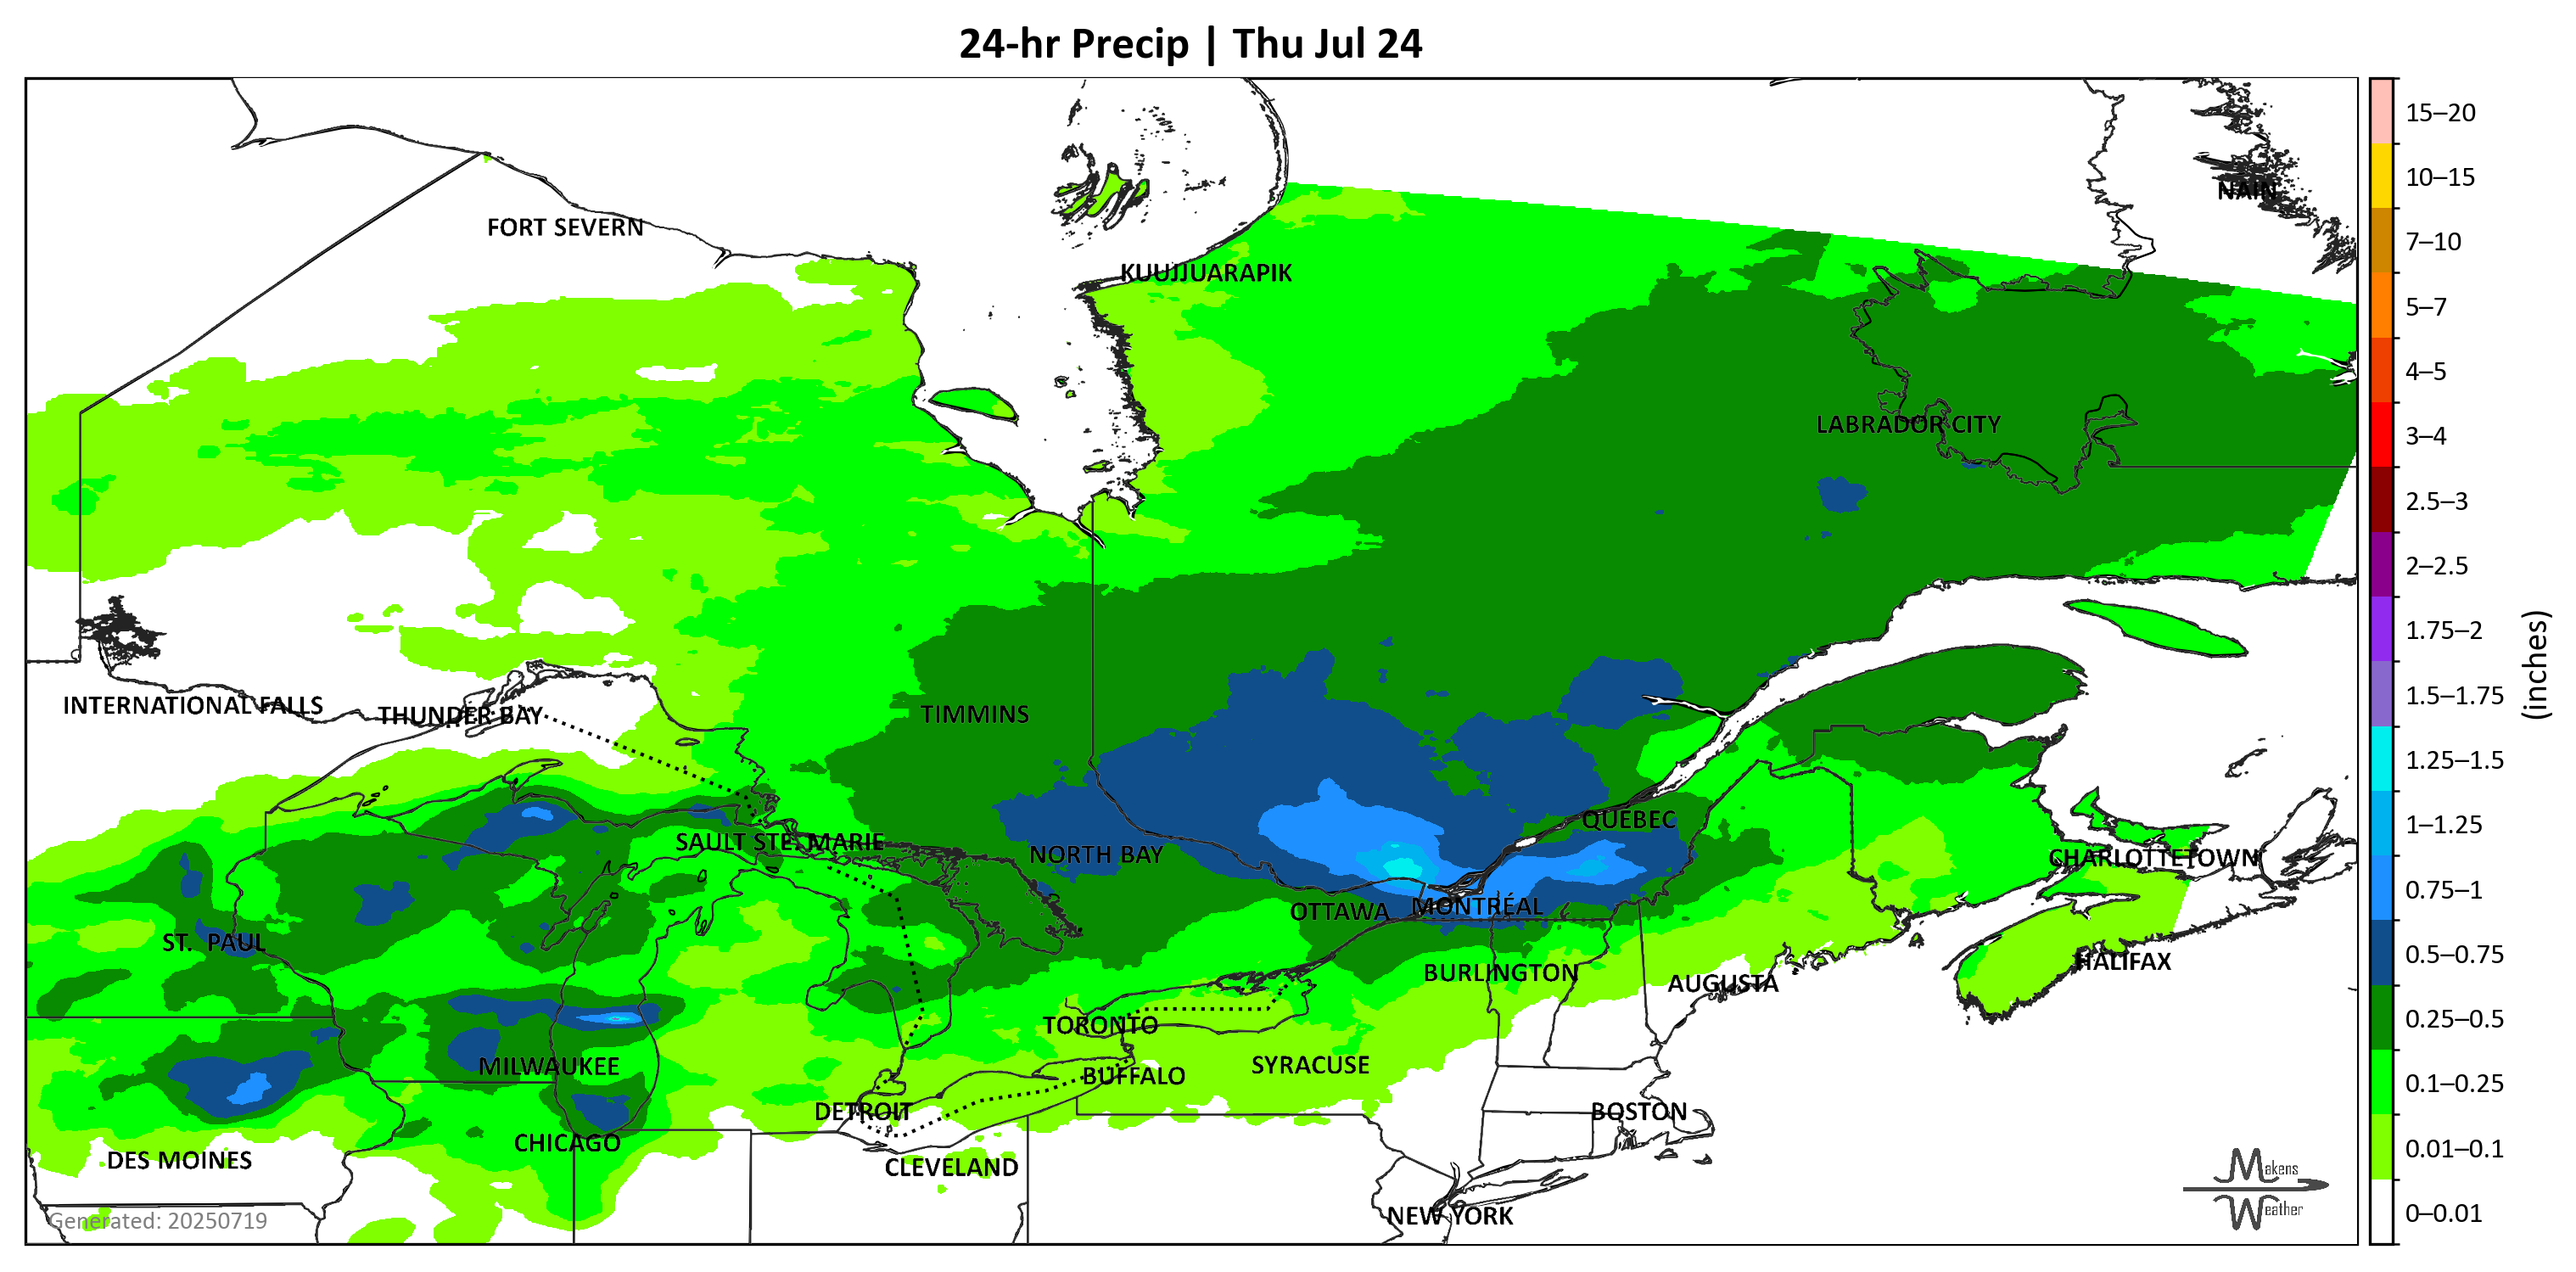 24-hr Precip | Thu Jul 24
15–20
10–15
NAIN
FORT SEVERN
7–10
KUUJJUARAPIK
5–7
4–5
LABRADOR CITY
3–4
2.5–3
2–2.5
1.75–2
(inches)
INTERNATIONAL FALLS
THUNDER BAY
TIMMINS
1.5–1.75
1.25–1.5
QUEBEC
1–1.25
SAULT STE. MARIE
NORTH BAY
CHARLOTTETOWN
0.75–1
OTTAWA
MONTRÉAL
ST. PAUL
0.5–0.75
HALIFAX
BURLINGTON
AUGUSTA
TORONTO
0.25–0.5
MILWAUKEE
SYRACUSE
BUFFALO
0.1–0.25
DETROIT
BOSTON
CHICAGO
0.01–0.1
DES MOINES
CLEVELAND
Makens
Weather
NEW YORK
0–0.01
Generated: 20250719